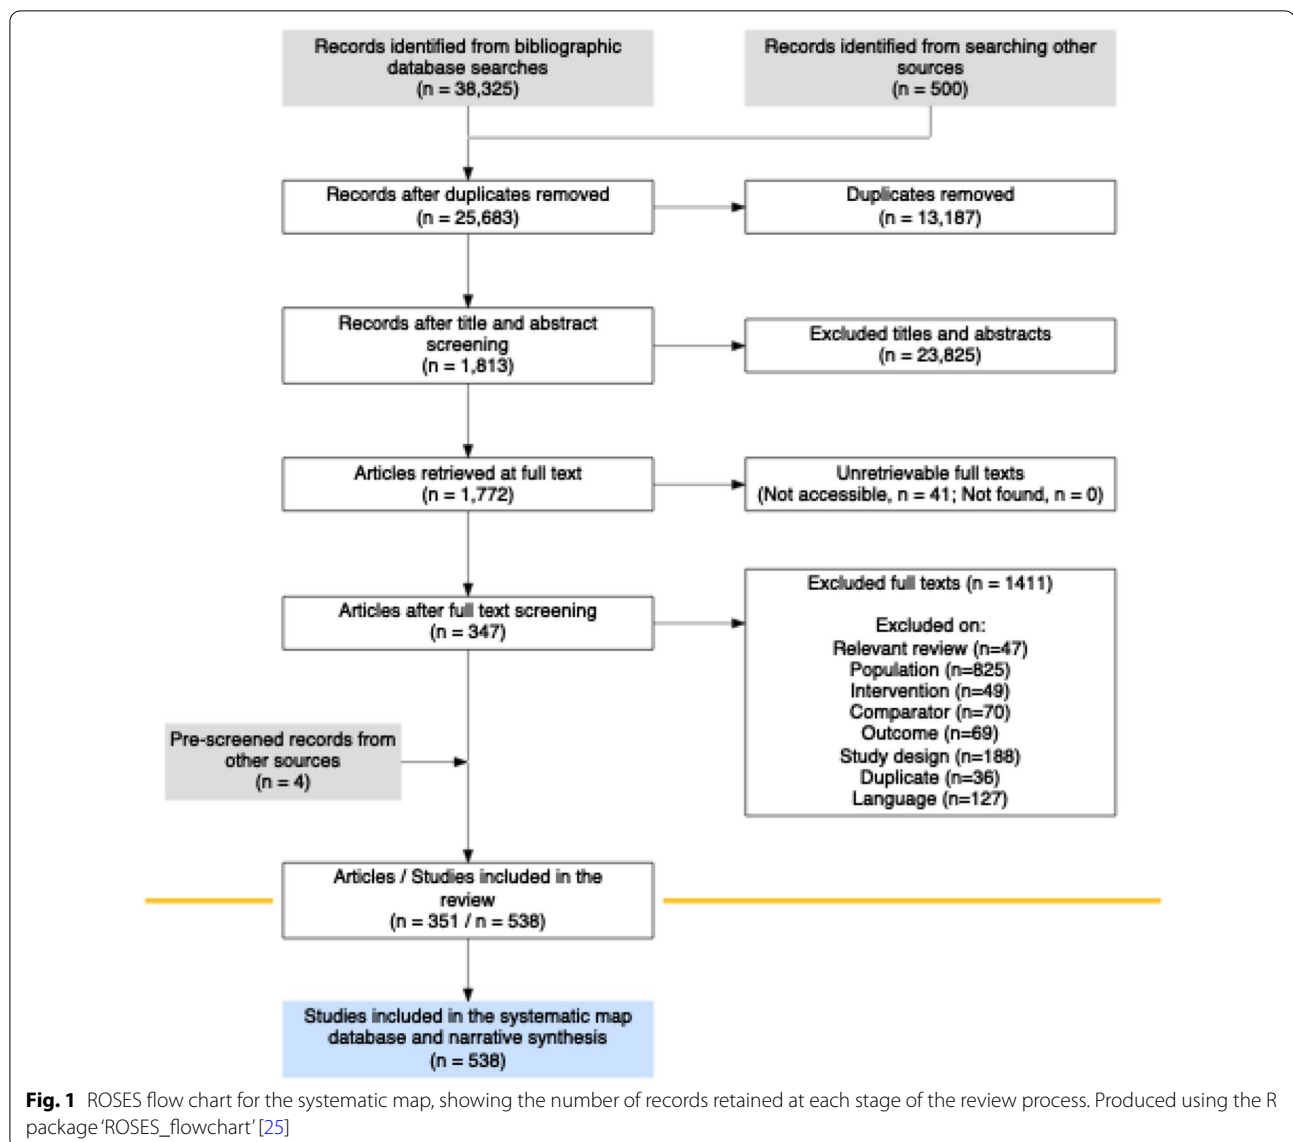 Records identified from bibliographic
database searches
(n = 38,325)
Records identified from searching other
sources
(n = 500)
Records after duplicates removed
(n = 25,683)
Duplicates removed
(n = 13,187)
Records after title and abstract
screening
(n = 1,813)
Excluded titles and abstracts
(n = 23,825)
Articles retrieved at full text
(n = 1,772)
Unretrievable full texts
(Not accessible, n = 41; Not found, n = 0)
Articles after full text screening
(n = 347)
Excluded full texts (n = 1411)
Excluded on:
Relevant review (n=47)
Population (n=825)
Intervention (n=49)
Comparator (n=70)
Outcome (n=69)
Study design (n=188)
Duplicate (n=36)
Language (n=127)
Pre-screened records from
other sources
(n = 4)
Articles / Studies included in the
review
(n = 351 / n = 538)
Studies included in the systematic map
database and narrative synthesis
(n = 538)
Fig. 1 ROSES flow chart for the systematic map, showing the number of records retained at each stage of the review process. Produced using the R
package 'ROSES_flowchart' [25]